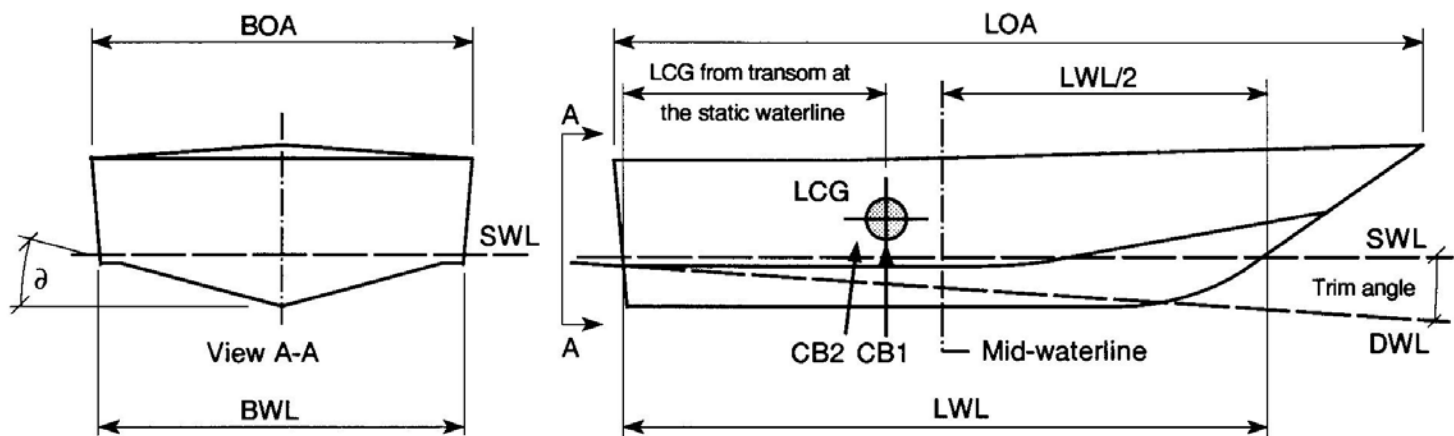 BOA
SWL
∂
View A-A
BWL
LOA
LCG from transom at
the static waterline
LWL/2
A
LCG
SWL
Trim angle
DWL
A
CB2 CB1
Mid-waterline
LWL